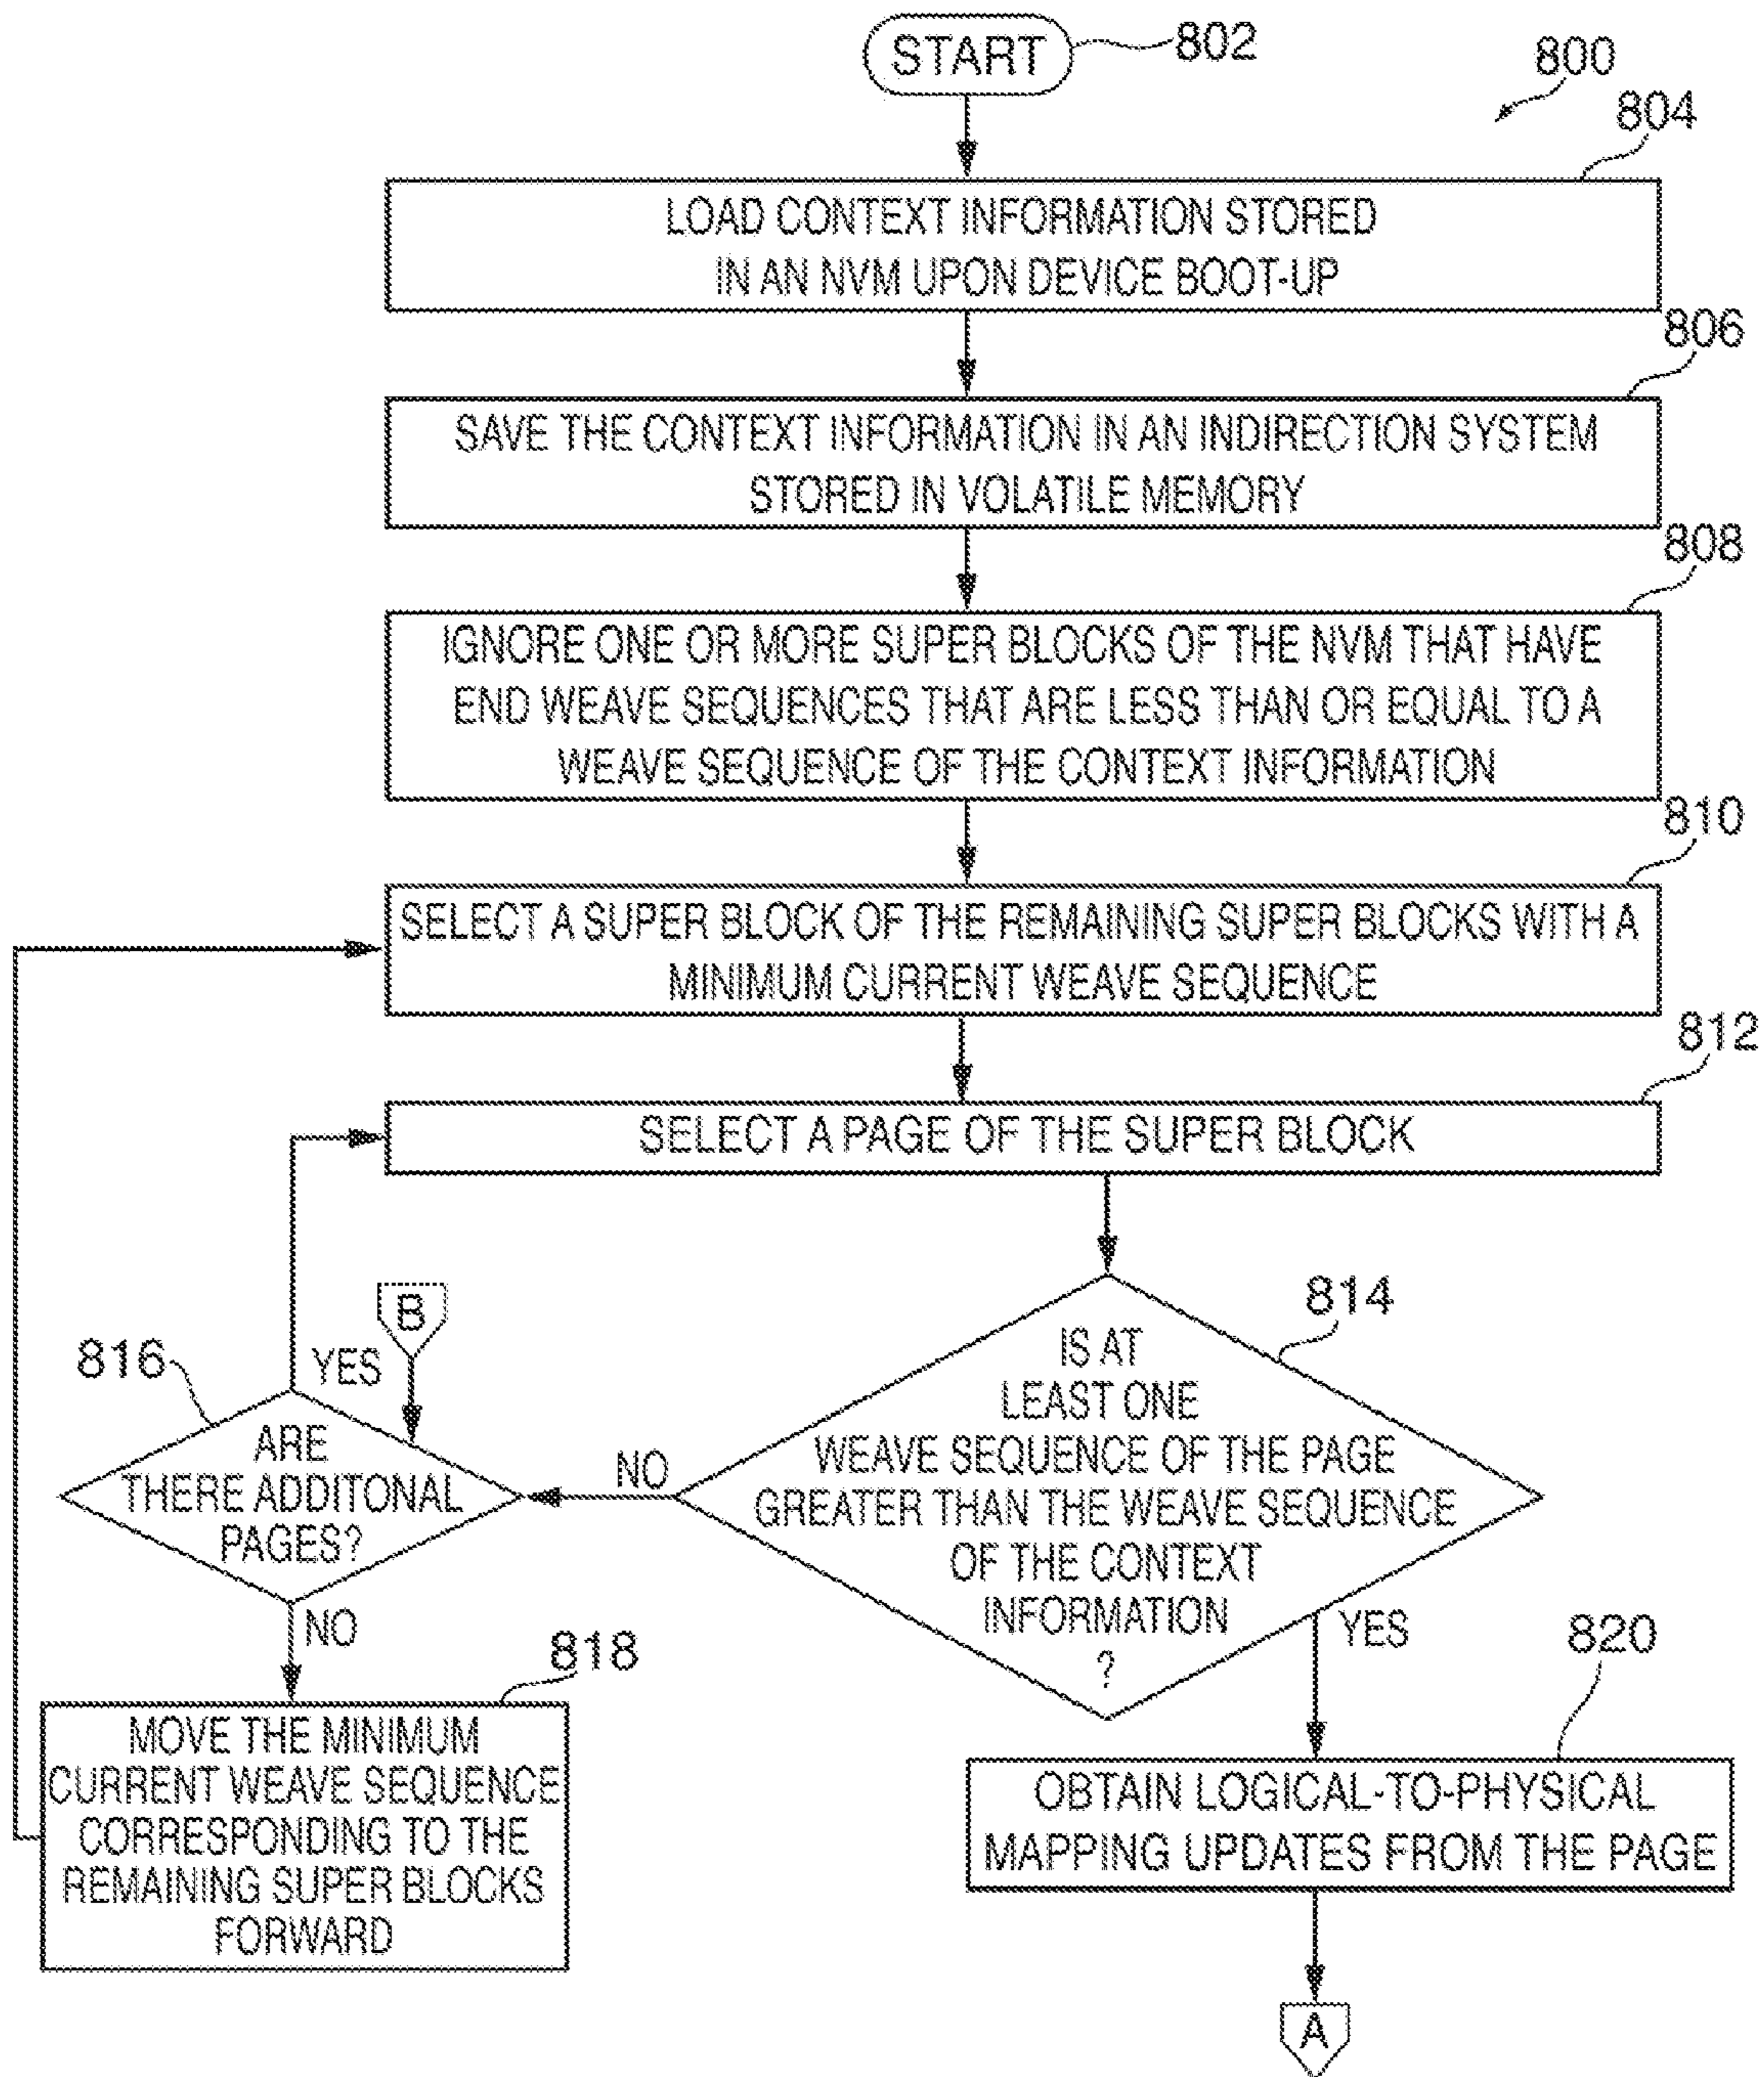 START
802
800
804
LOAD CONTEXT INFORMATION STORED
IN AN NVM UPON DEVICE BOOT-UP
806
SAVE THE CONTEXT INFORMATION IN AN INDIRECTION SYSTEM
STORED IN VOLATILE MEMORY
808
IGNORE ONE OR MORE SUPER BLOCKS OF THE NVM THAT HAVE
END WEAVE SEQUENCES THAT ARE LESS THAN OR EQUAL TO A
WEAVE SEQUENCE OF THE CONTEXT INFORMATION
810
SELECT A SUPER BLOCK OF THE REMAINING SUPER BLOCKS WITH A
MINIMUM CURRENT WEAVE SEQUENCE
812
SELECT A PAGE OF THE SUPER BLOCK
814
IS AT
LEAST ONE
WEAVE SEQUENCE OF THE PAGE
GREATER THAN THE WEAVE SEQUENCE
OF THE CONTEXT
INFORMATION
?
NO
YES
B
816
YES
ARE
THERE ADDITONAL
PAGES?
NO
818
MOVE THE MINIMUM
CURRENT WEAVE SEQUENCE
CORRESPONDING TO THE
REMAINING SUPER BLOCKS
FORWARD
820
OBTAIN LOGICAL-TO-PHYSICAL
MAPPING UPDATES FROM THE PAGE
A